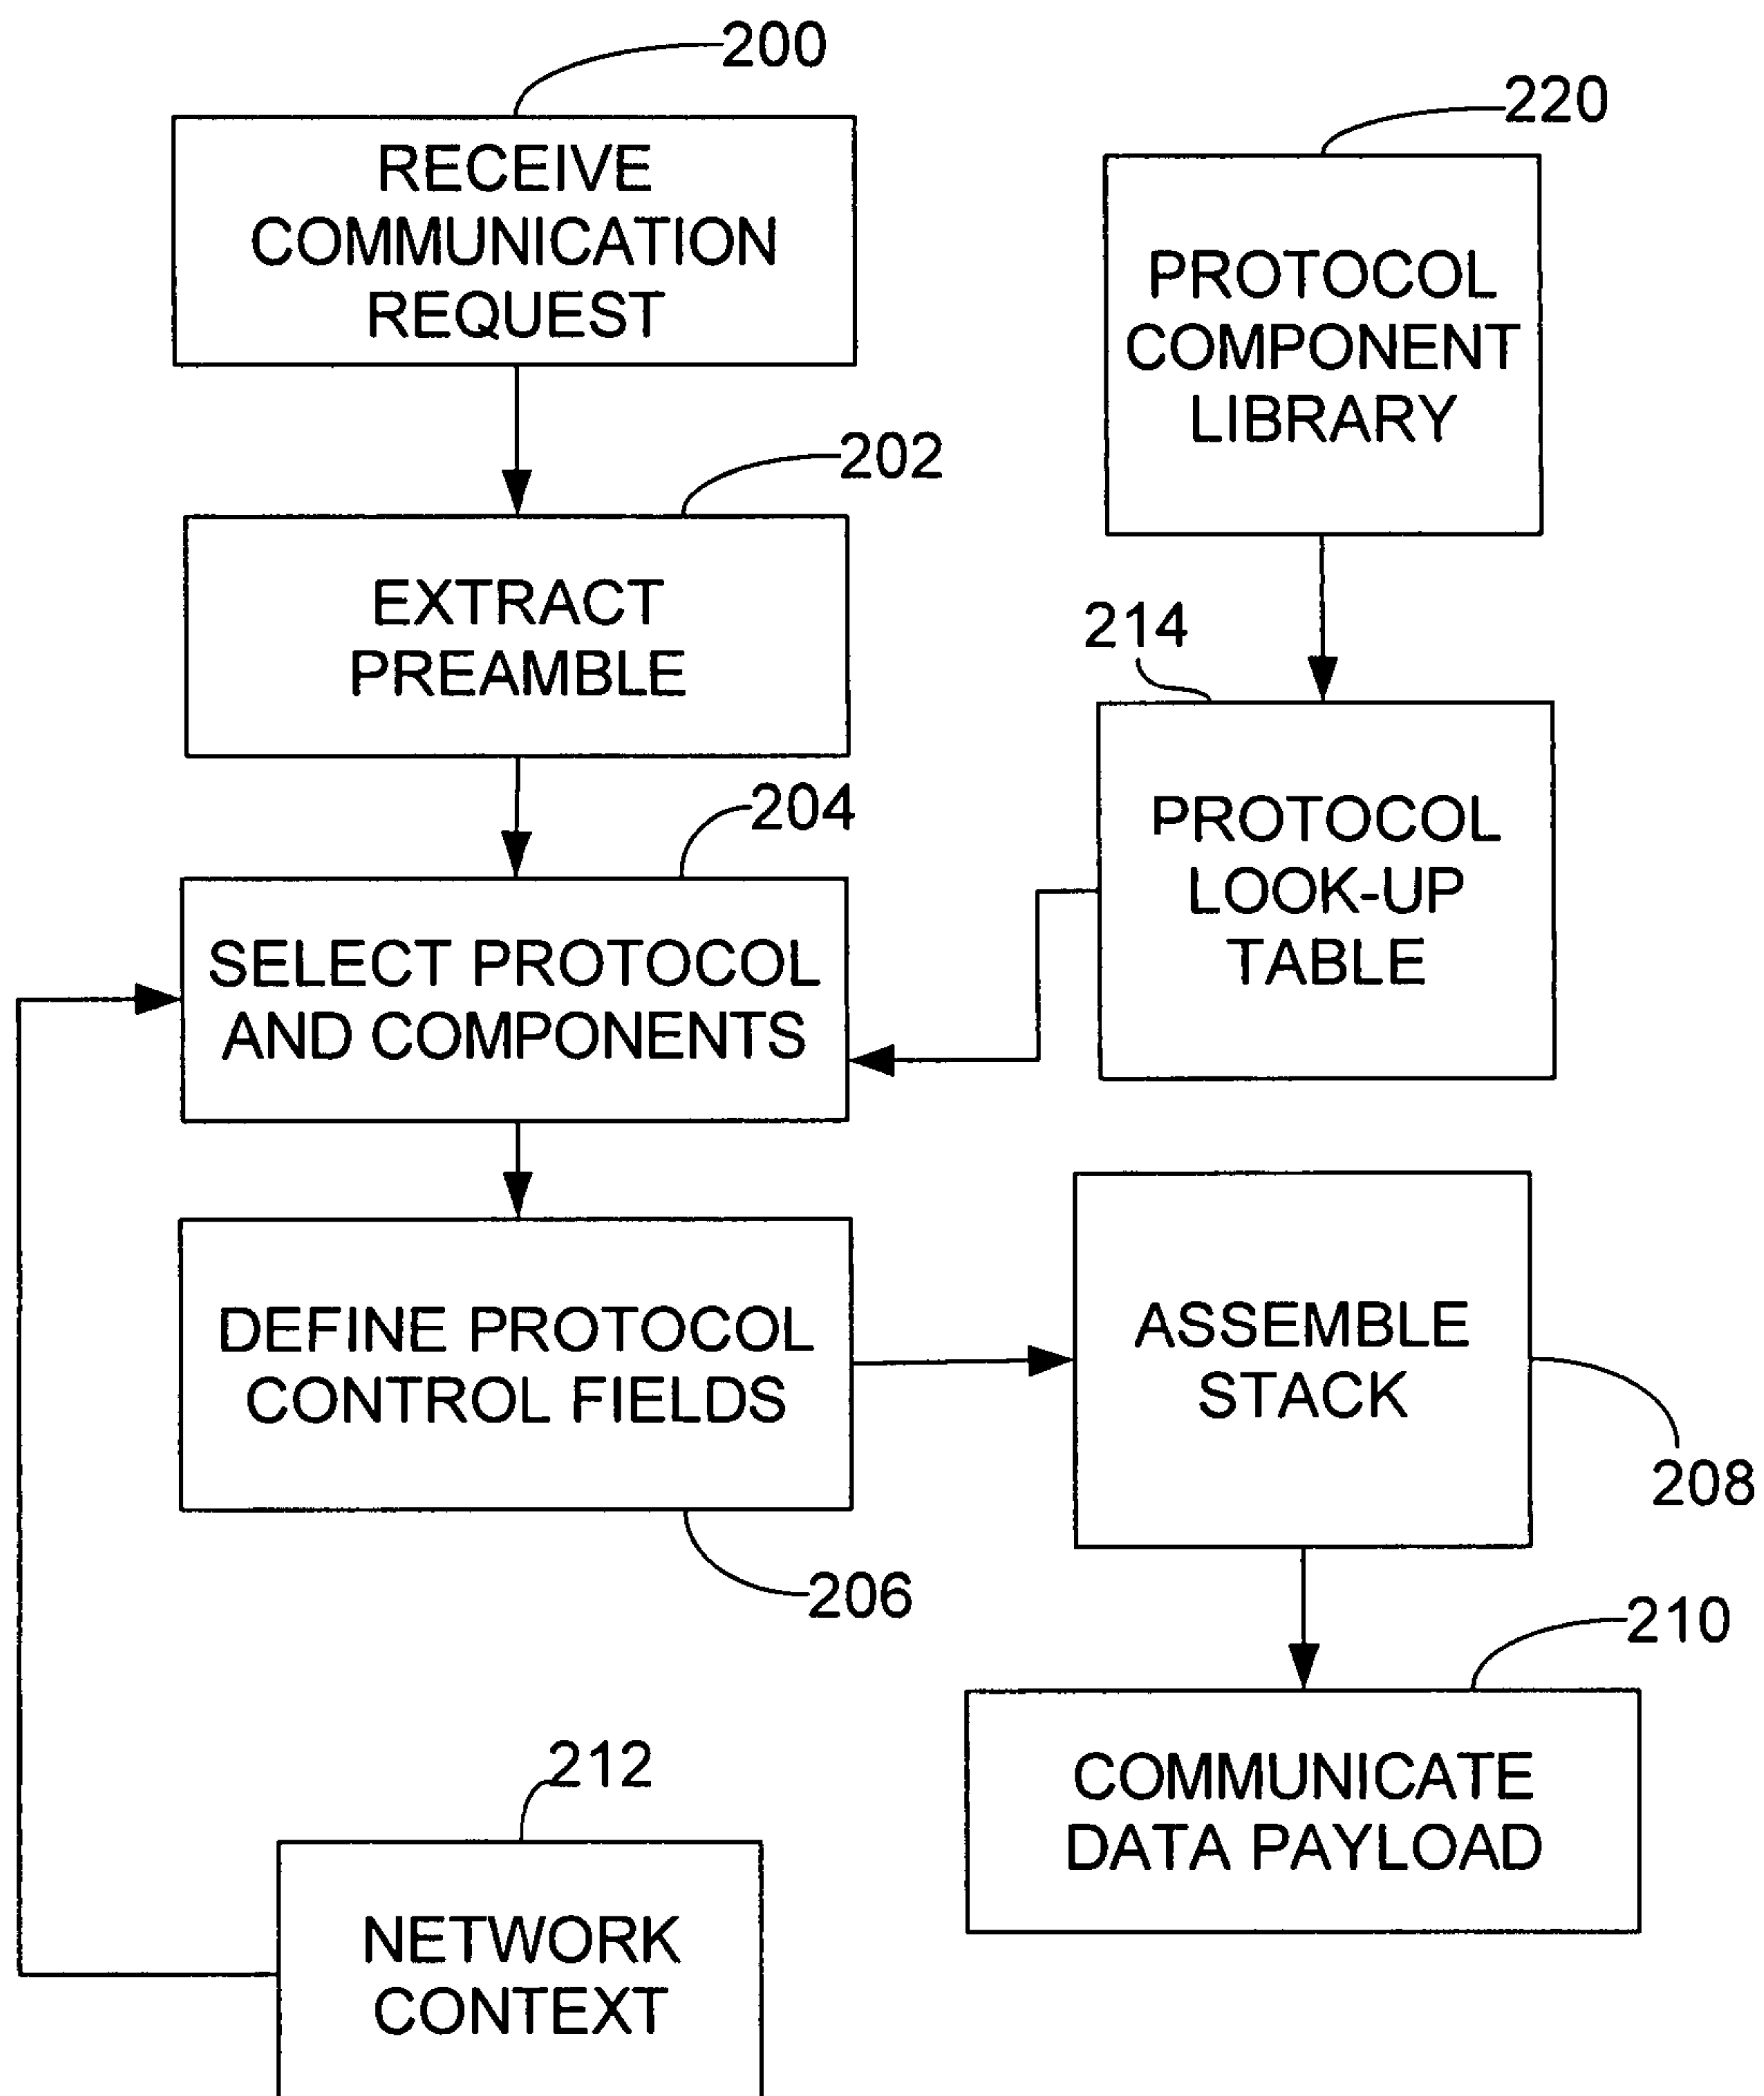 200
RECEIVE
COMMUNICATION
REQUEST
220
PROTOCOL
COMPONENT
LIBRARY
202
EXTRACT
PREAMBLE
214
PROTOCOL
LOOK-UP
TABLE
204
SELECT PROTOCOL
AND COMPONENTS
DEFINE PROTOCOL
CONTROL FIELDS
206
ASSEMBLE
STACK
208
210
COMMUNICATE
DATA PAYLOAD
212
NETWORK
CONTEXT